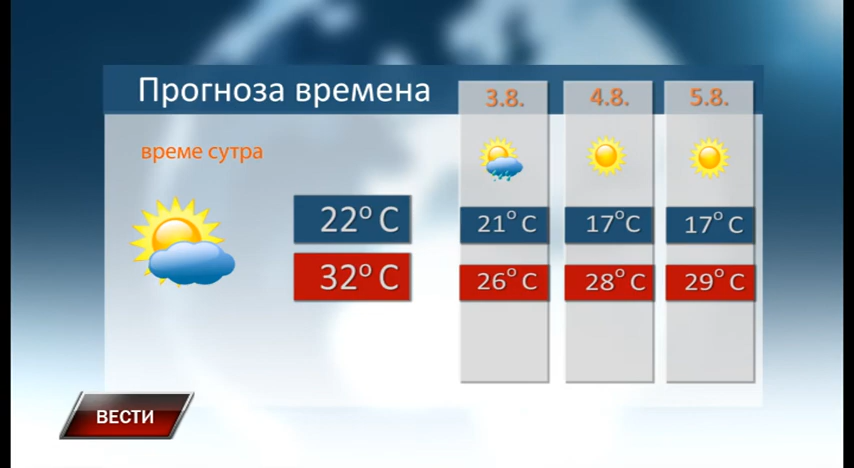 Прогноза времена
време сутра
22° C
32° C
3.8.
21° C
26° C
4.8.
17°C
28° C
5.8.
17° C
29° C
ВЕСТИ